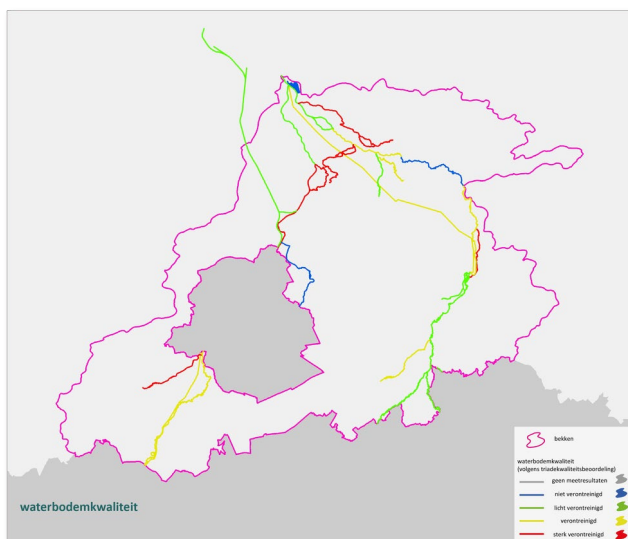 bekken
waterbodemkwaliteit
(volgens triadekwaliteitsbeoordeling)
geen meetresultaten
niet verontreinigd
licht verontreinigd
verontreinigd
sterk verontreinigd
waterbodemkwaliteit